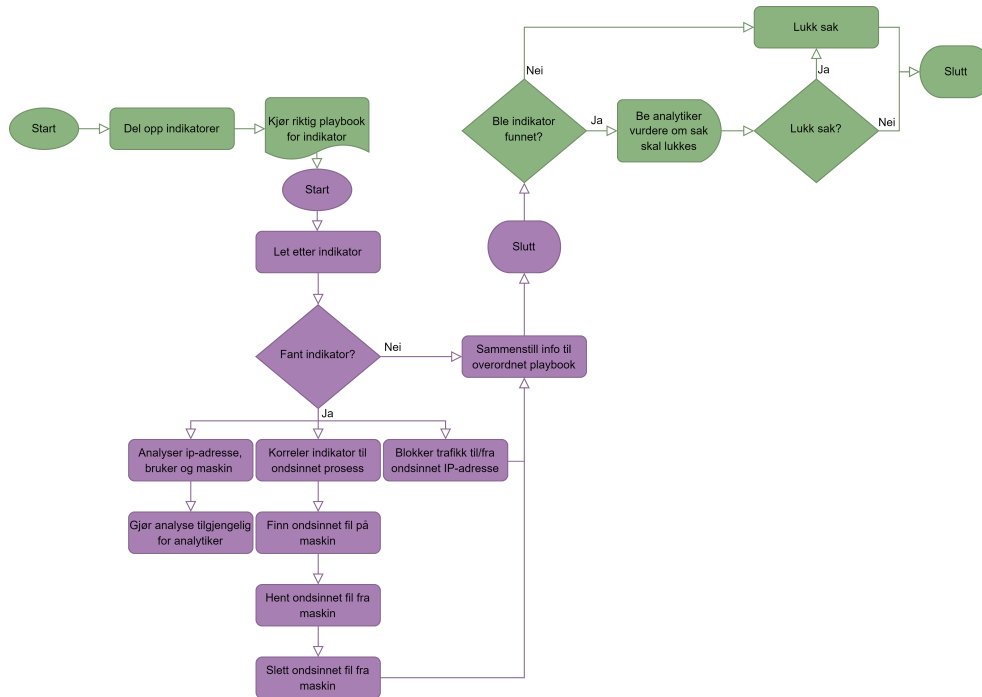 Start
Del opp indikatorer
Kjør riktig playbook
for indikator
Start
Let etter indikator
Fant indikator?
Nei
Ja
Analyser ip-adresse,
bruker og maskin
Gjør analyse tilgjengelig
for analytiker
Korreler indikator til
ondsinnet prosess
Finn ondsinnet fil på
maskin
Hent ondsinnet fil fra
maskin
Slett ondsinnet fil fra
maskin
Blokker trafikk til/fra
ondsinnet IP-adresse
Sammenstill info til
overordnet playbook
Slutt
Ble indikator
funnet?
Nei
Ja
Be analytiker
vurdere om sak
skal lukkes
Lukk sak?
Ja
Nei
Lukk sak
Slutt